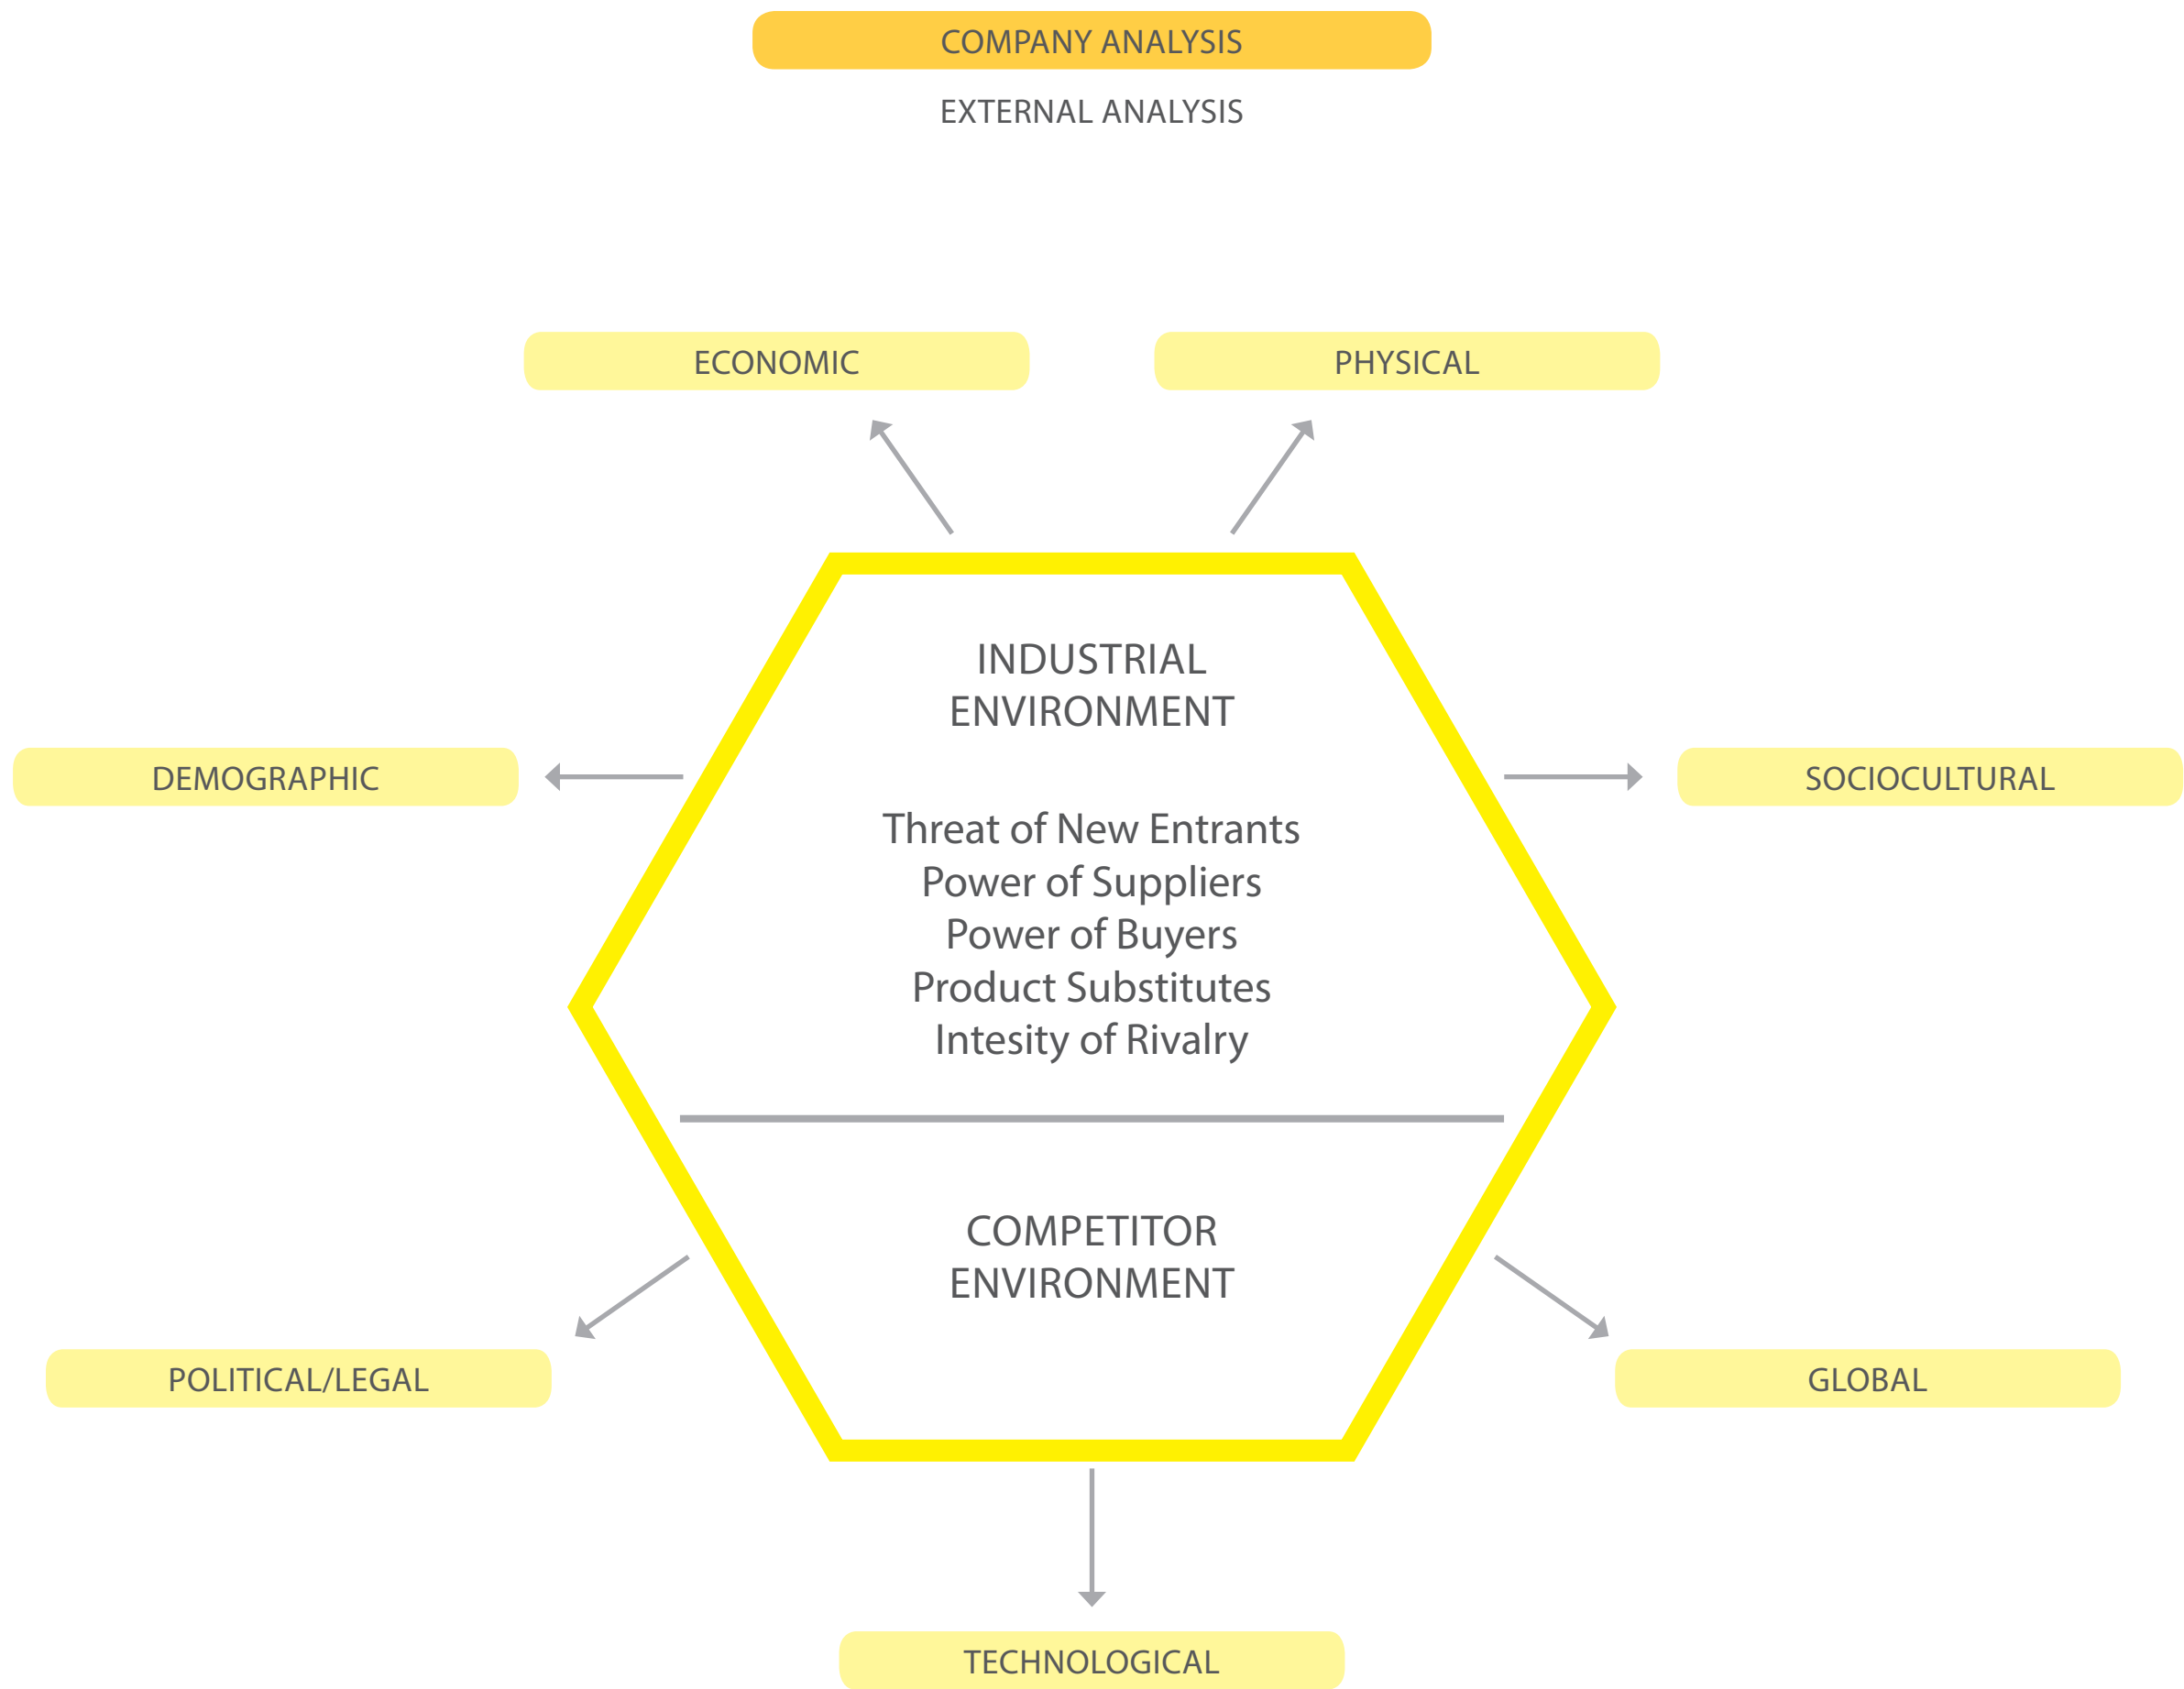 COMPANY ANALYSIS
EXTERNAL ANALYSIS
ECONOMIC
PHYSICAL
INDUSTRIAL
ENVIRONMENT
DEMOGRAPHIC
SOCIOCULTURAL
Threat of New Entrants
Power of Suppliers
Power of Buyers
Product Substitutes
Intesity of Rivalry
COMPETITOR
ENVIRONMENT
POLITICAL/LEGAL
GLOBAL
TECHNOLOGICAL